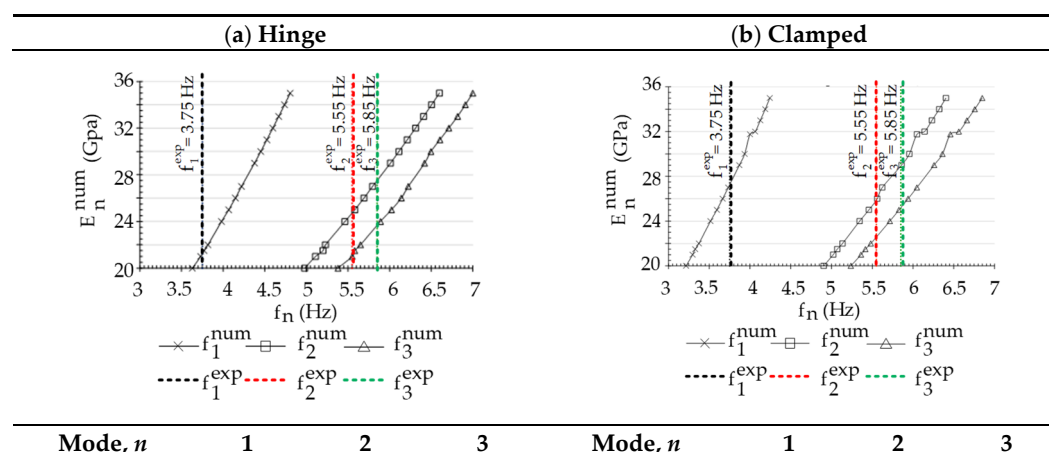 (a) Hinge (b) Clamped
36
32
28
24
20
E_n^num (Gpa)
f_1^exp = 3.75 Hz
f_2^exp = 5.55 Hz
f_3^exp = 5.85 Hz
3 3.5 4 4.5 5 5.5 6 6.5 7
f_n (Hz)
f_1^num f_2^num f_3^num
f_1^exp f_2^exp f_3^exp
36
32
28
24
20
E_n^num (GPa)
f_1^exp = 3.75 Hz
f_2^exp = 5.55 Hz
f_3^exp = 5.85 Hz
3 3.5 4 4.5 5 5.5 6 6.5 7
f_n (Hz)
f_1^num f_2^num f_3^num
f_1^exp f_2^exp f_3^exp
Mode, n 1 2 3 Mode, n 1 2 3